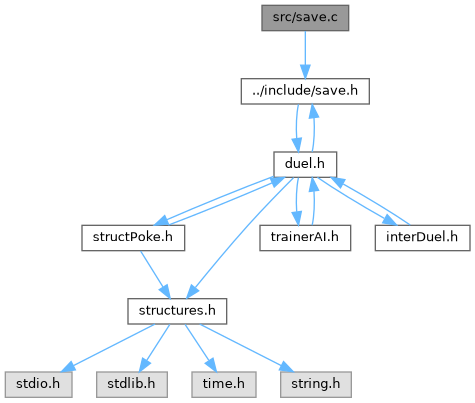 src/save.c
../include/save.h
duel.h
structPoke.h
trainerAI.h
interDuel.h
structures.h
stdio.h
stdlib.h
time.h
string.h